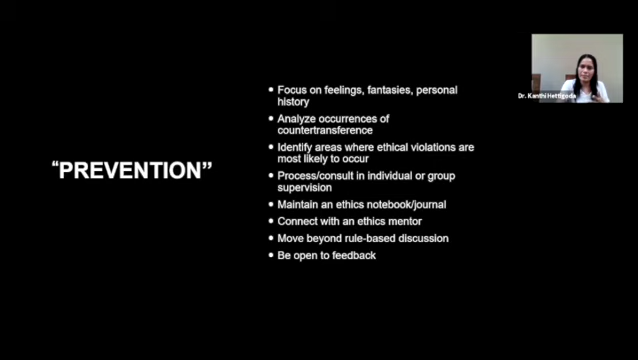 Dr. Kanthi Hettigoda
“PREVENTION”
• Focus on feelings, fantasies, personal
history
• Analyze occurrences of
countertransference
• Identify areas where ethical violations are
most likely to occur
• Process/consult in individual or group
supervision
• Maintain an ethics notebook/journal
• Connect with an ethics mentor
• Move beyond rule-based discussion
• Be open to feedback